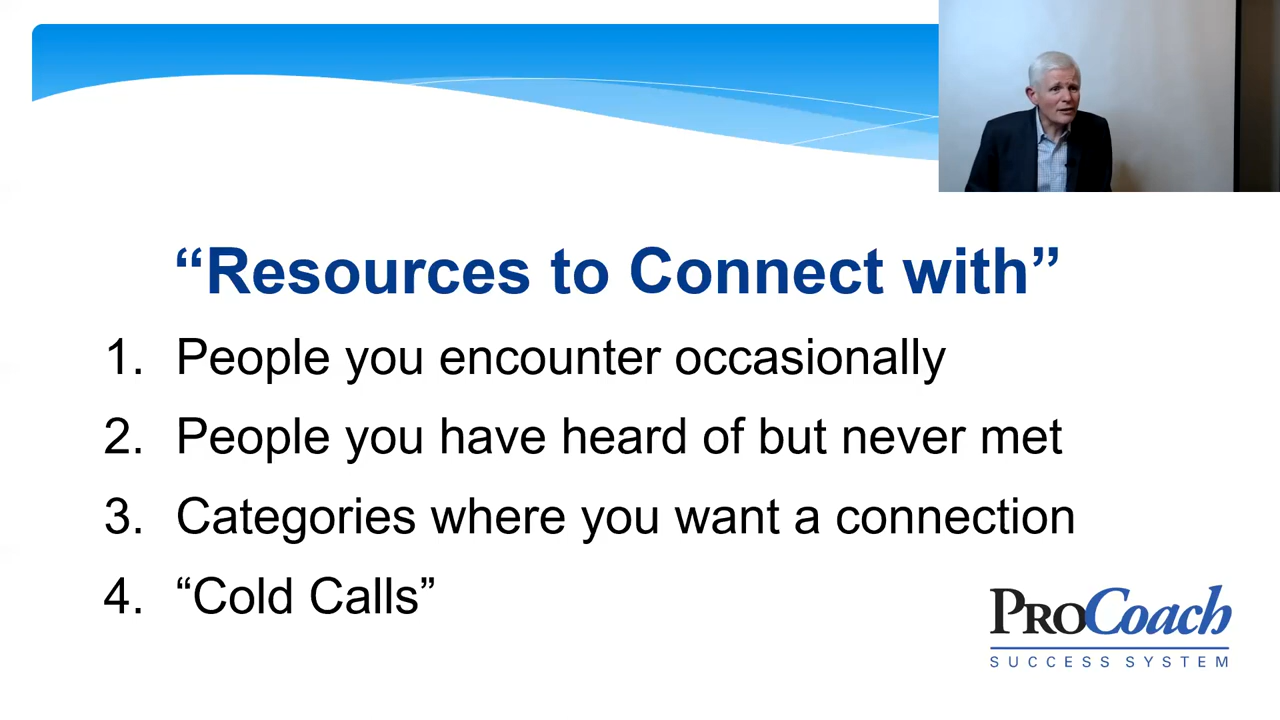 “Resources to Connect with”
1. People you encounter occasionally
2. People you have heard of but never met
3. Categories where you want a connection
4. “Cold Calls”
PROCoach
SUCCESS SYSTEM